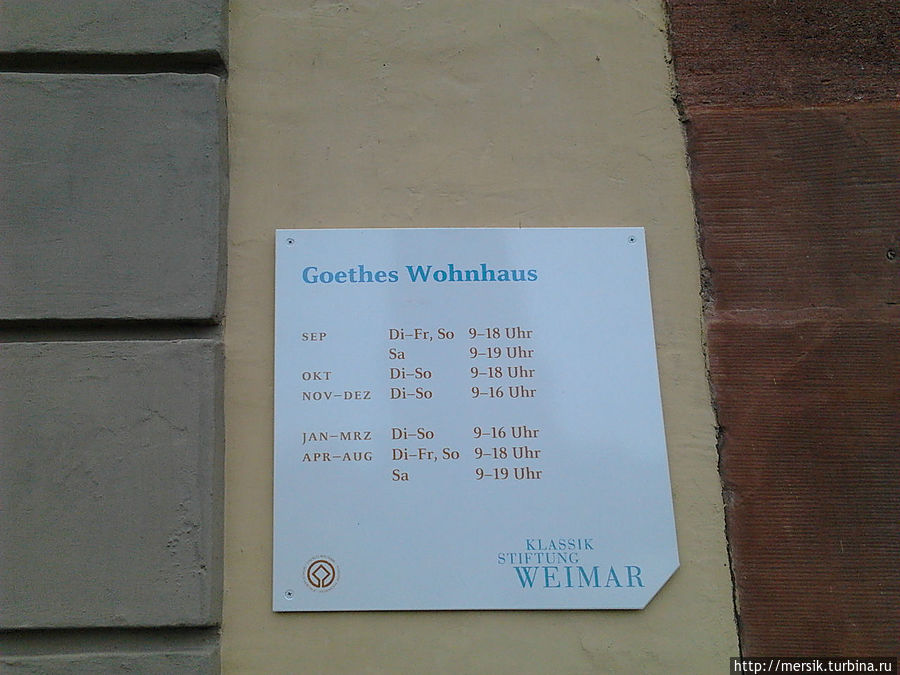 Goethes Wohnhaus
SEP Di–Fr, So 9–18 Uhr
Sa 9–19 Uhr
OKT Di–So 9–18 Uhr
NOV–DEZ Di–So 9–16 Uhr
JAN–MRZ Di–So 9–16 Uhr
APR–AUG Di–Fr, So 9–18 Uhr
Sa 9–19 Uhr
KLASSIK
STIFTUNG
WEIMAR
http://mersik.turbina.ru